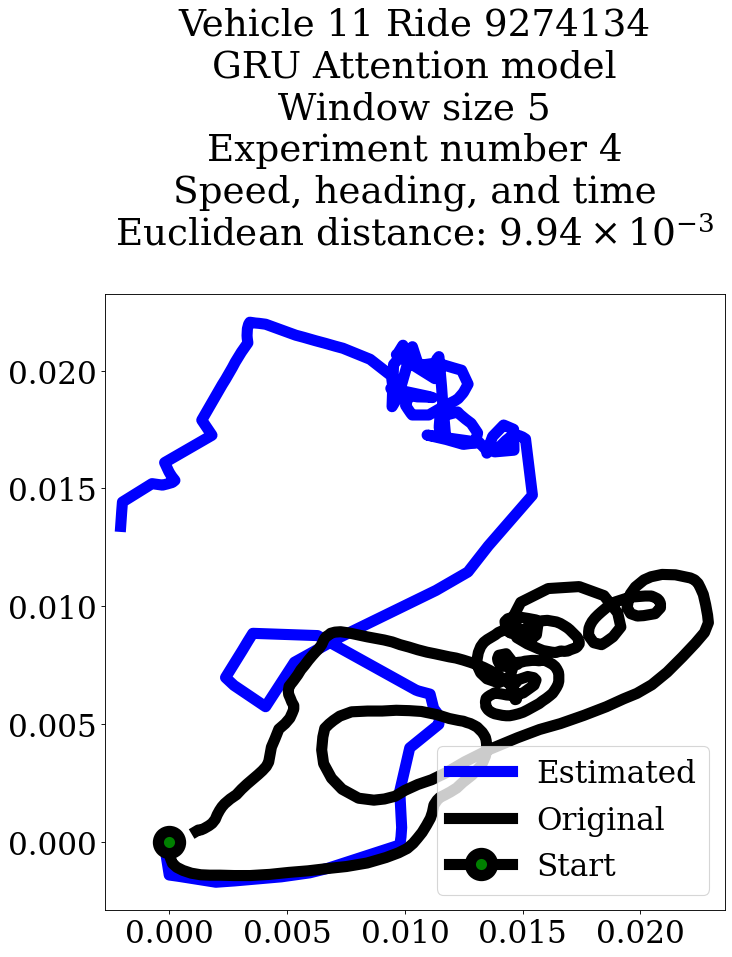 Vehicle 11 Ride 9274134
GRU Attention model
Window size 5
Experiment number 4
Speed, heading, and time
Euclidean distance: 9.94 × 10⁻³
0.020
0.015
0.010
0.005
0.000
Estimated
Original
Start
0.000 0.005 0.010 0.015 0.020